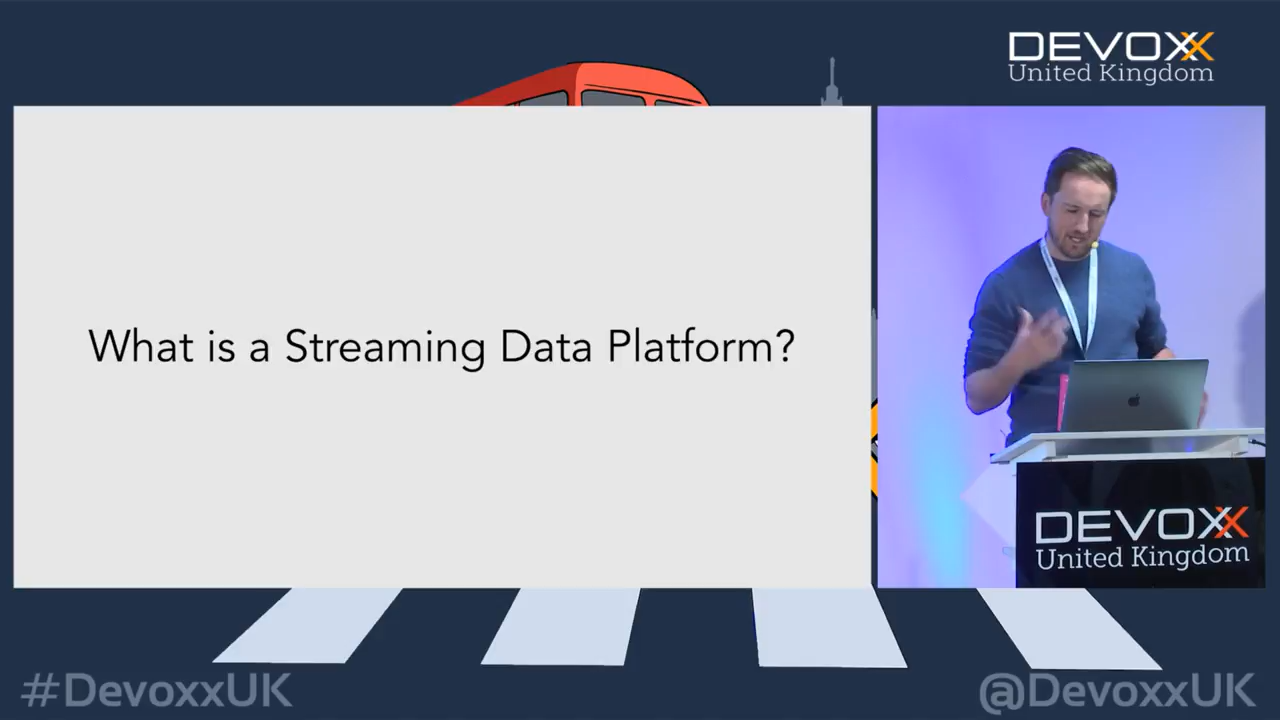 DEVOXX
United Kingdom
What is a Streaming Data Platform?
DEVOXX
United Kingdom
#DevoxxUK
@DevoxxUK